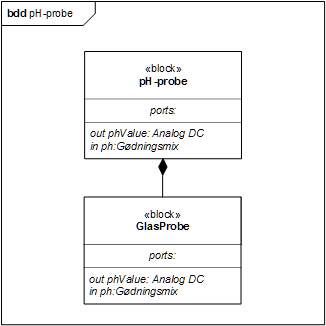 bdd pH-probe
«block»
pH-probe
ports:
out phValue: Analog DC
in ph:Gødningsmix
«block»
GlasProbe
ports:
out phValue: Analog DC
in ph:Gødningsmix